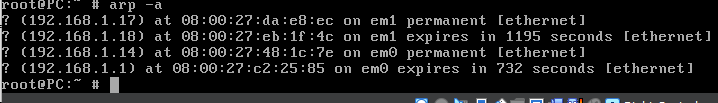 root@PC:~ # arp -a
? (192.168.1.17) at 08:00:27:da:e8:ec on em1 permanent [ethernet]
? (192.168.1.18) at 08:00:27:eb:1f:4c on em1 expires in 1195 seconds [ethernet]
? (192.168.1.14) at 08:00:27:48:1c:7e on em0 permanent [ethernet]
? (192.168.1.1) at 08:00:27:c2:25:85 on em0 expires in 732 seconds [ethernet]
root@PC:~ #